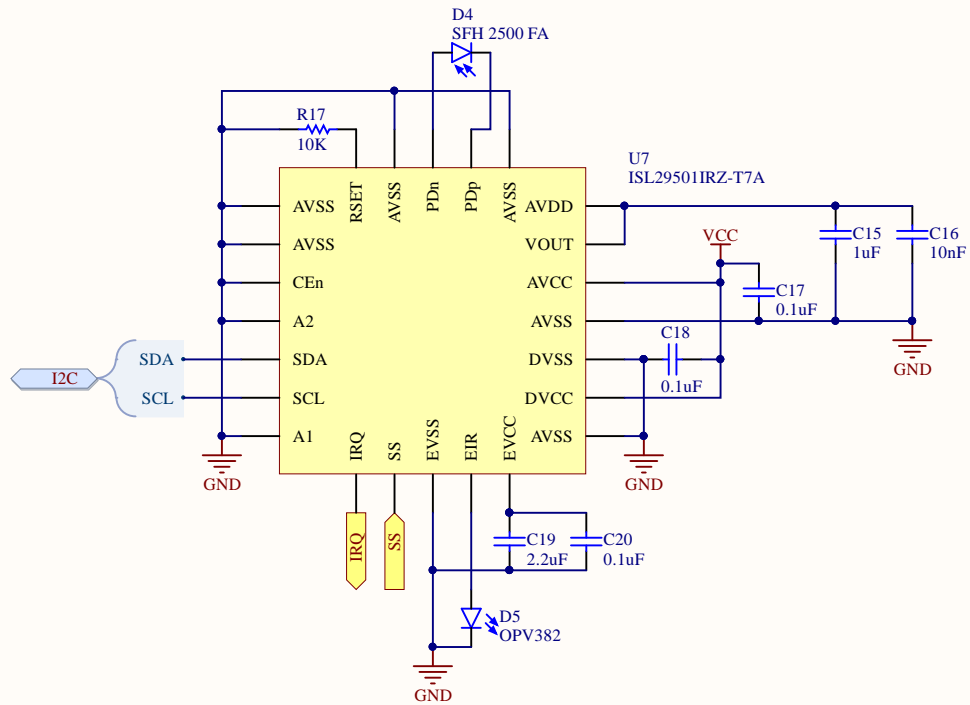 D4
SFH 2500 FA
R17
10K
U7
ISL29501IRZ-T7A
RSET
AVSS
PDn
PDp
AVSS
AVSS
AVSS
CEn
A2
SDA
SCL
A1
AVDD
VOUT
AVCC
AVSS
DVSS
DVCC
AVSS
IRQ
SS
EVSS
EIR
EVCC
VCC
C15
1uF
C16
10nF
C17
0.1uF
C18
0.1uF
GND
I2C
SDA
SCL
GND
GND
IRQ
SS
C19
2.2uF
C20
0.1uF
D5
OPV382
GND